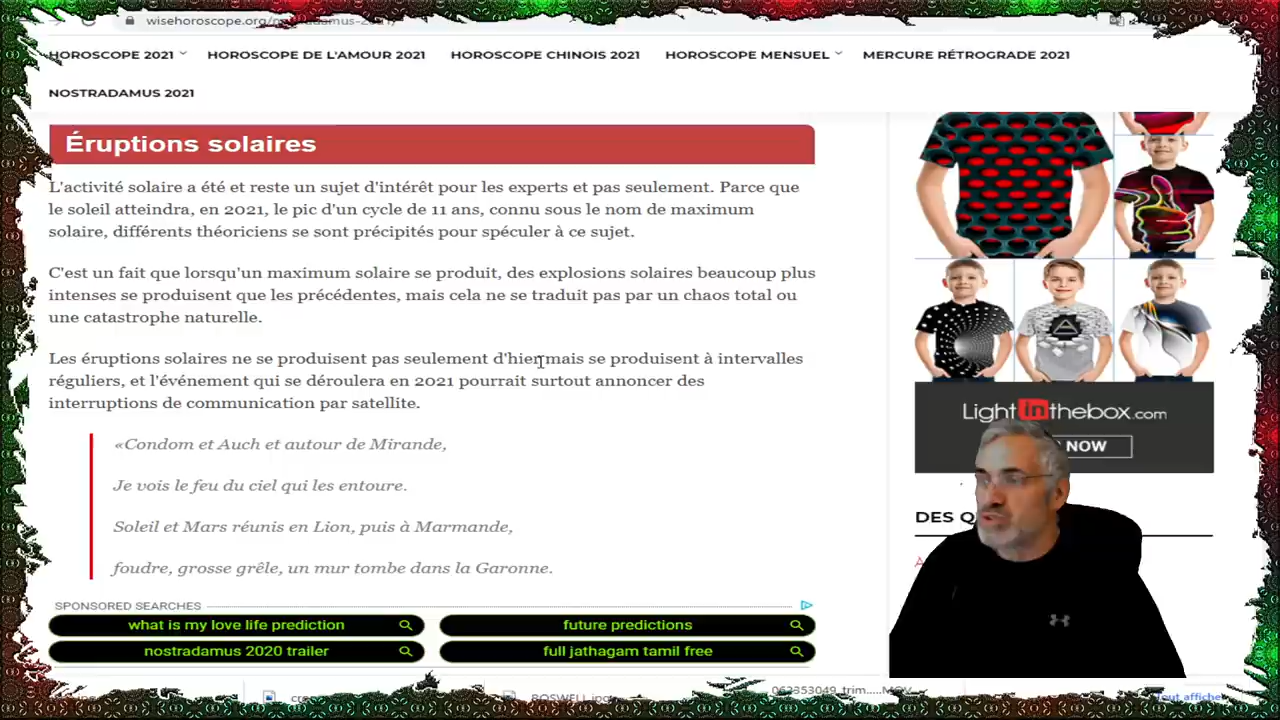 wisehoroscope.org/
HOROSCOPE 2021
HOROSCOPE DE L'AMOUR 2021
HOROSCOPE CHINOIS 2021
HOROSCOPE MENSUEL
MERCURE RÉTROGRADE 2021
NOSTRADAMUS 2021
Éruptions solaires
L'activité solaire a été et reste un sujet d'intérêt pour les experts et pas seulement. Parce que
le soleil atteindra, en 2021, le pic d'un cycle de 11 ans, connu sous le nom de maximum
solaire, différents théoriciens se sont précipités pour spéculer à ce sujet.
C'est un fait que lorsqu'un maximum solaire se produit, des explosions solaires beaucoup plus
intenses se produisent que les précédentes, mais cela ne se traduit pas par un chaos total ou
une catastrophe naturelle.
Les éruptions solaires ne se produisent pas seulement d'hier mais se produisent à intervalles
réguliers, et l'événement qui se déroulera en 2021 pourrait surtout annoncer des
interruptions de communication par satellite.
«Condom et Auch et autour de Mirande,
Je vois le feu du ciel qui les entoure.
Soleil et Mars réunis en Lion, puis à Marmande,
foudre, grosse grêle, un mur tombe dans la Garonne.
SPONSORED SEARCHES
what is my love life prediction
future predictions
nostradamus 2020 trailer
full jathagam tamil free
Lightinthebox.com
NOW
DES
BOSWELL.jpg
063353049_trim.....MOV
Tout affiche